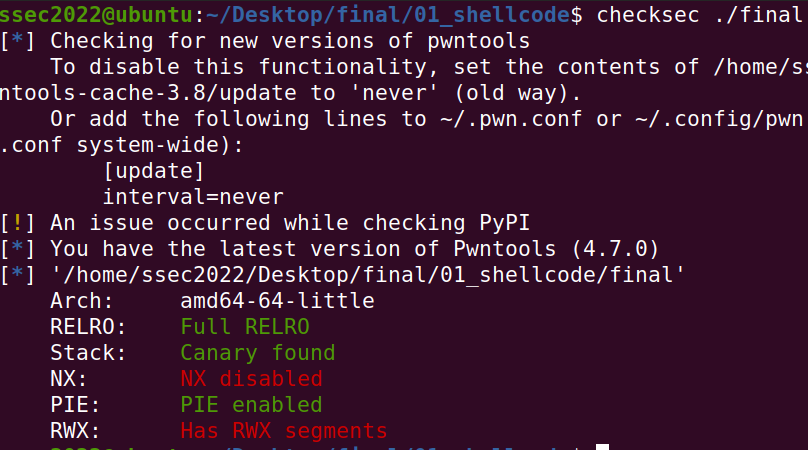 ssec2022@ubuntu:~/Desktop/final/01_shellcode$ checksec ./final
[*] Checking for new versions of pwntools
    To disable this functionality, set the contents of /home/ss
ntools-cache-3.8/update to 'never' (old way).
    Or add the following lines to ~/.pwn.conf or ~/.config/pwn
.conf system-wide):
        [update]
        interval=never
[!] An issue occurred while checking PyPI
[*] You have the latest version of Pwntools (4.7.0)
[*] '/home/ssec2022/Desktop/final/01_shellcode/final'
    Arch:     amd64-64-little
    RELRO:    Full RELRO
    Stack:    Canary found
    NX:       NX disabled
    PIE:      PIE enabled
    RWX:      Has RWX segments